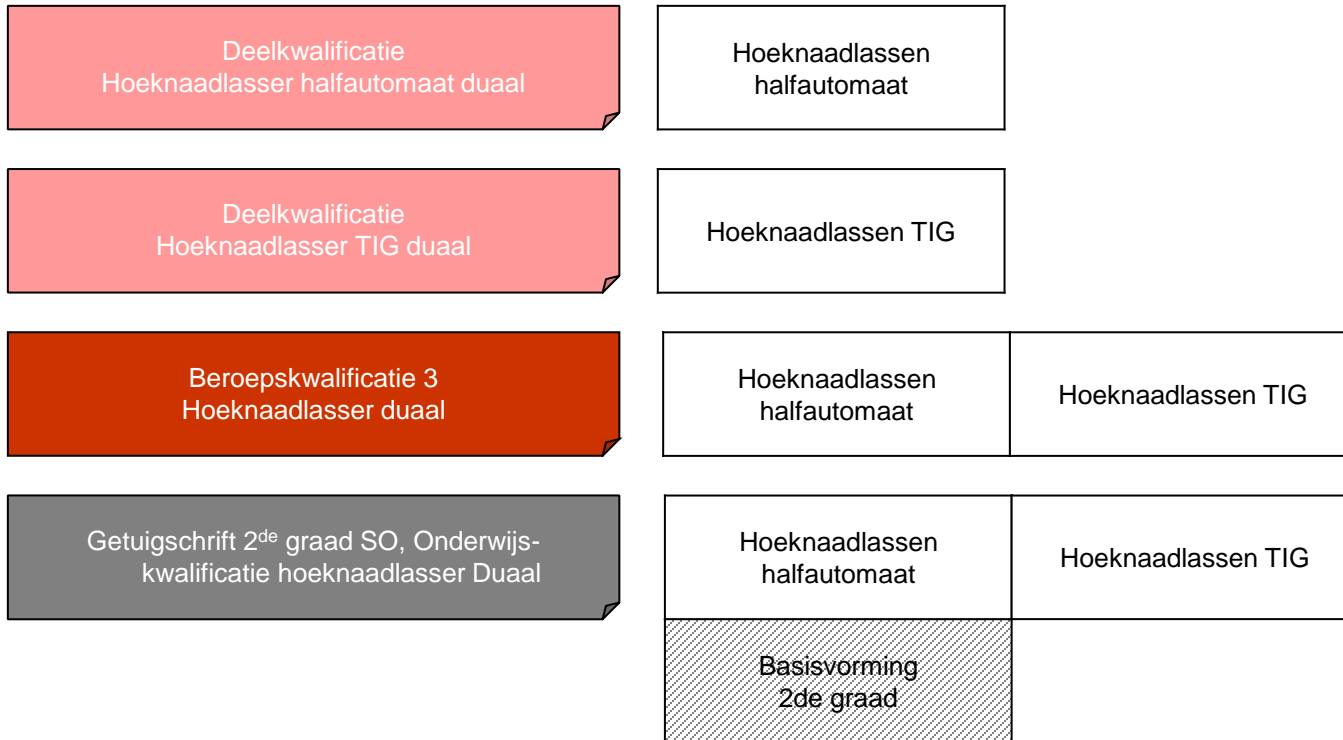 Deelkwalificatie
Hoeknaadlasser halfautomaat duaal
Hoeknaadlassen
halfautomaat
Deelkwalificatie
Hoeknaadlasser TIG duaal
Hoeknaadlassen TIG
Beroepskwalificatie 3
Hoeknaadlasser duaal
Hoeknaadlassen
halfautomaat
Hoeknaadlassen TIG
Getuigschrift 2de graad SO, Onderwijs-
kwalificatie hoeknaadlasser Duaal
Hoeknaadlassen
halfautomaat
Hoeknaadlassen TIG
Basisvorming
2de graad